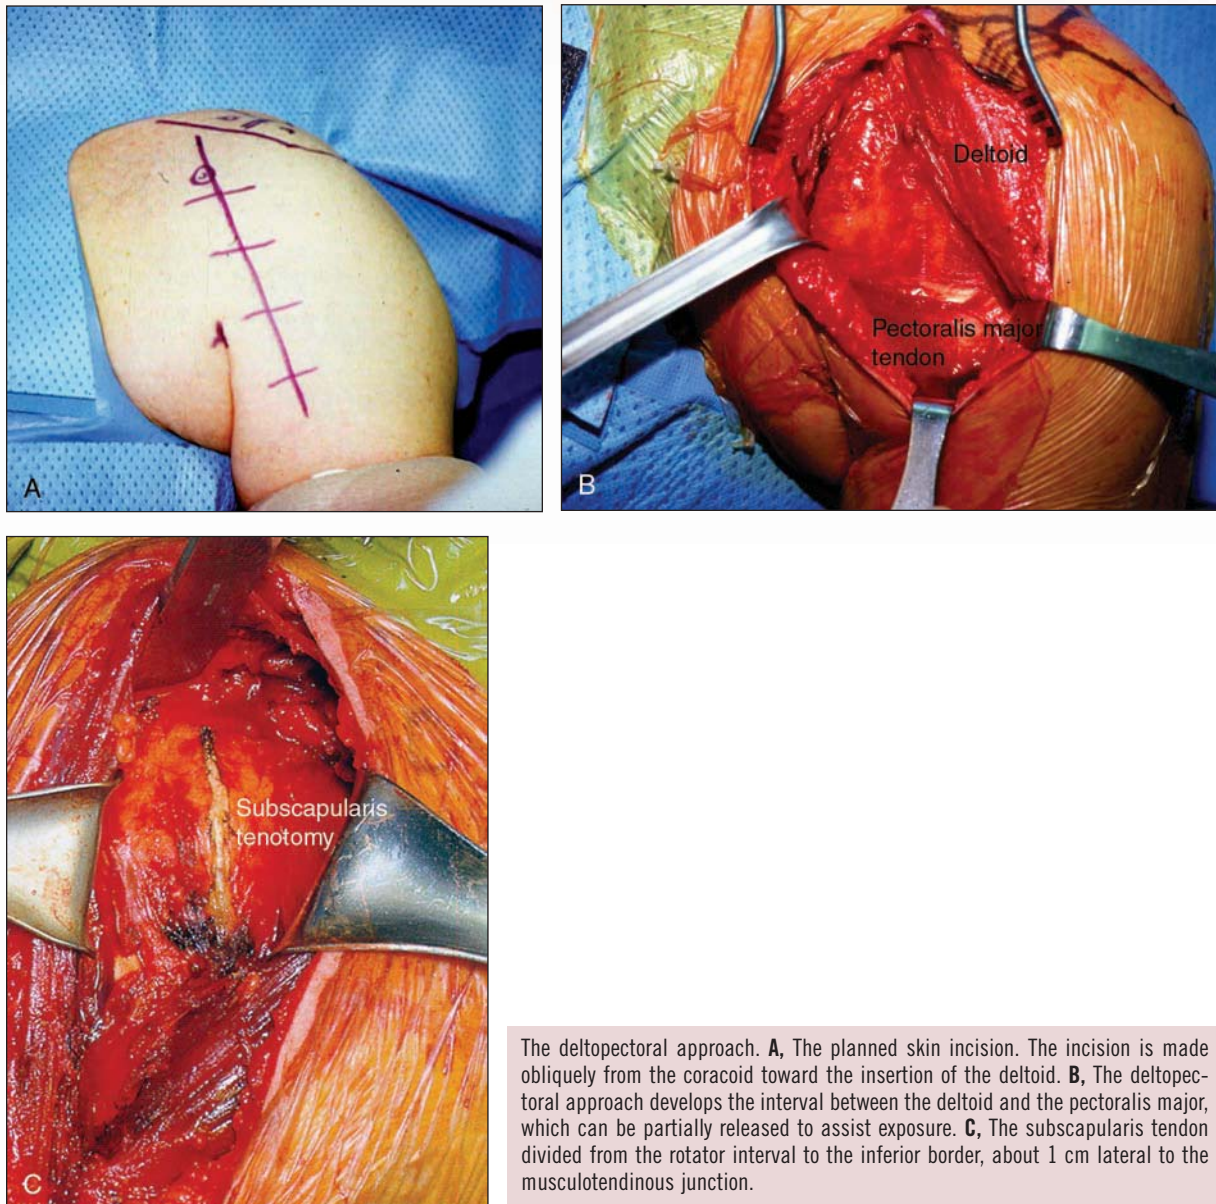 A
B
Deltoid
Pectoralis major
tendon
C
Subscapularis
tenotomy
The deltopectoral approach. A, The planned skin incision. The incision is made
obliquely from the coracoid toward the insertion of the deltoid. B, The deltopec-
toral approach develops the interval between the deltoid and the pectoralis major,
which can be partially released to assist exposure. C, The subscapularis tendon
divided from the rotator interval to the inferior border, about 1 cm lateral to the
musculotendinous junction.